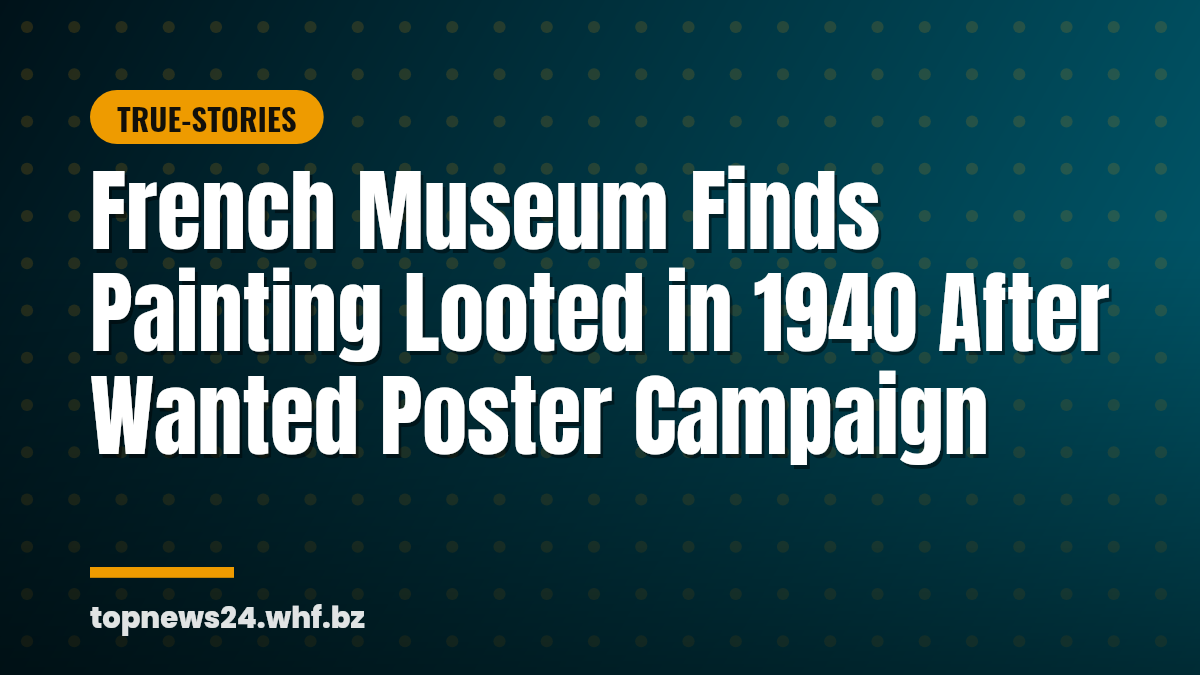 TRUE-STORIES
French Museum Finds
Painting Looted in 1940 After
Wanted Poster Campaign
topnews24.whf.bz